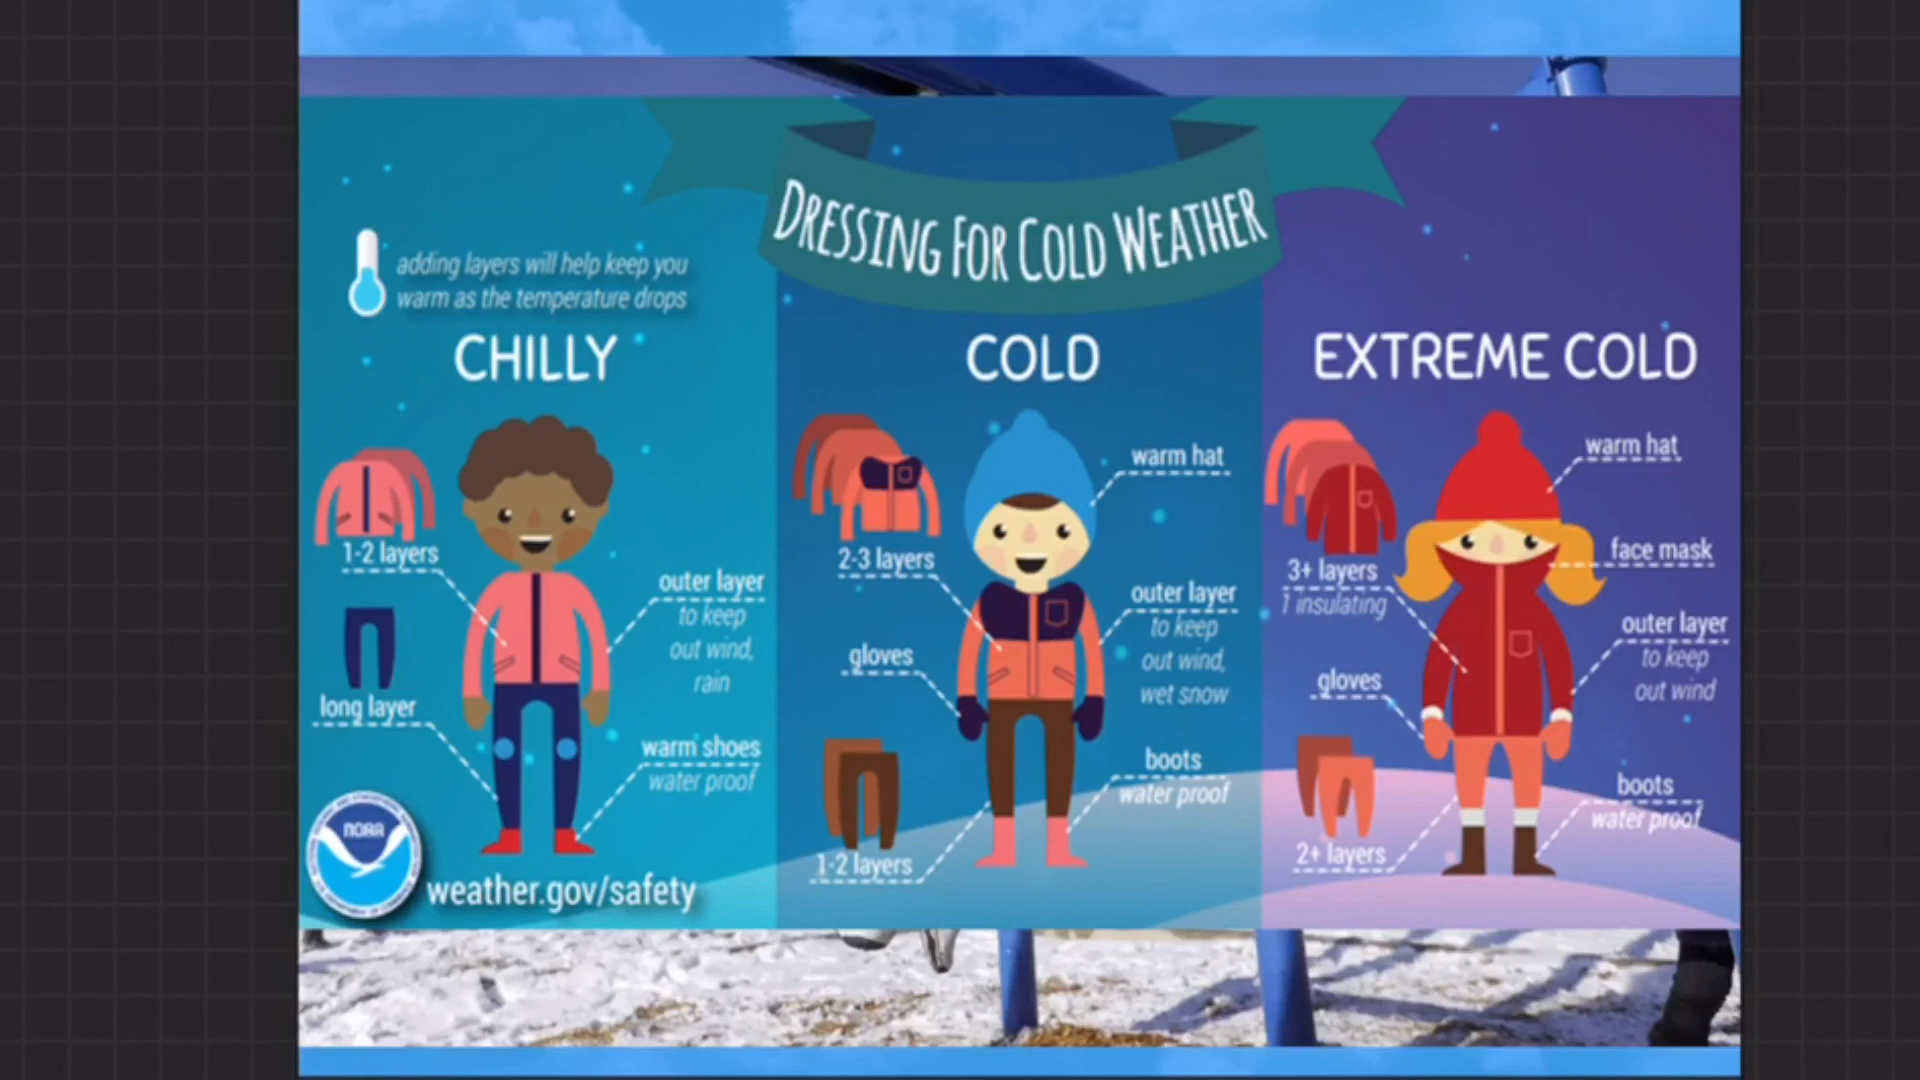 DRESSING FOR COLD WEATHER
adding layers will help keep you
warm as the temperature drops
CHILLY
1-2 layers
outer layer
to keep
out wind,
rain
long layer
warm shoes
water proof
NOAA
weather.gov/safety
COLD
warm hat
2-3 layers
outer layer
to keep
out wind,
wet snow
gloves
boots
water proof
1-2 layers
EXTREME COLD
warm hat
face mask
3+ layers
1 insulating
outer layer
to keep
out wind
gloves
boots
water proof
2+ layers